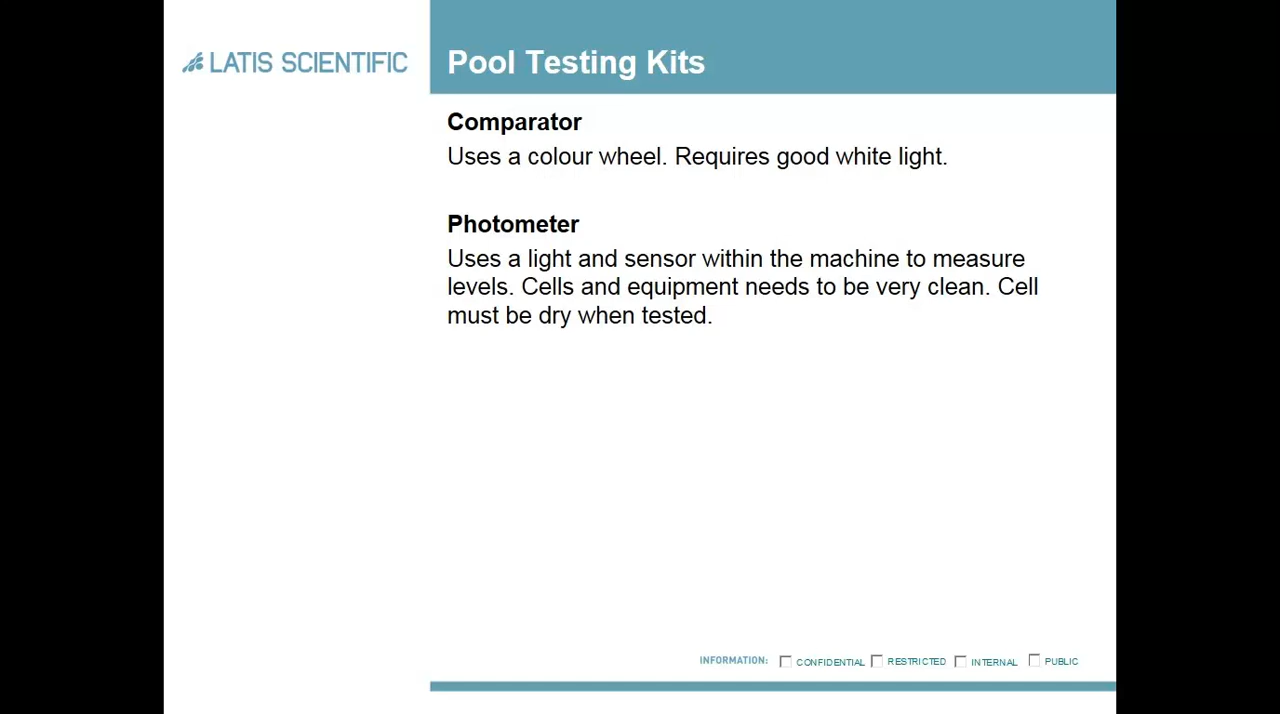 LATIS SCIENTIFIC
Pool Testing Kits
Comparator
Uses a colour wheel. Requires good white light.
Photometer
Uses a light and sensor within the machine to measure
levels. Cells and equipment needs to be very clean. Cell
must be dry when tested.
INFORMATION: CONFIDENTIAL RESTRICTED INTERNAL PUBLIC